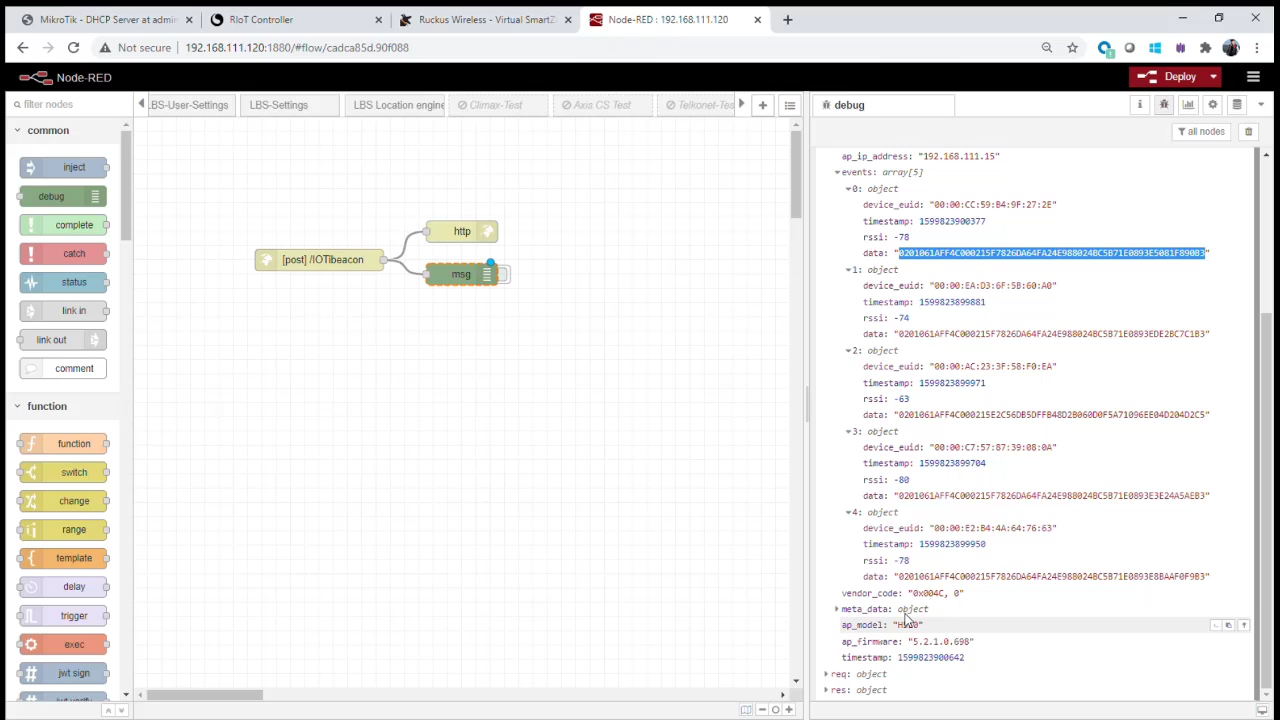 MikroTik - DHCP Server at admin
RIoT Controller
Ruckus Wireless - Virtual SmartZ
Node-RED : 192.168.111.120
Not secure
192.168.111.120:1880/#flow/cadca85d.90f088
Node-RED
Deploy
filter nodes
BS-User-Settings
LBS-Settings
LBS Location engine
Climax-Test
Axis CS Test
Telkonet-Tes
debug
common
all nodes
inject
debug
complete
catch
status
link in
link out
comment
function
function
switch
change
range
template
delay
trigger
exec
jwt sign
jwt verify
[post] /IOTibeacon
http
msg
ap_ip_address: "192.168.111.15"
events: array[5]
0: object
device_euid: "00:00:CC:59:B4:9F:27:2E"
timestamp: 1599823900377
rssi: -78
data: "0201061AFF4C000215F7826DA64FA24E988024BC5B71E0893E5081F89083"
1: object
device_euid: "00:00:EA:D3:6F:5B:60:A0"
timestamp: 1599823899881
rssi: -74
data: "0201061AFF4C000215F7826DA64FA24E988024BC5B71E0893EDE2BC7C1B3"
2: object
device_euid: "00:00:AC:23:3F:58:F0:EA"
timestamp: 1599823899971
rssi: -63
data: "0201061AFF4C000215E2C56DB5DFFB48D2B060D0F5A71096EE04D204D2C5"
3: object
device_euid: "00:00:C7:57:87:39:08:0A"
timestamp: 1599823899704
rssi: -80
data: "0201061AFF4C000215F7826DA64FA24E988024BC5B71E0893E3E24A5AEB3"
4: object
device_euid: "00:00:E2:B4:4A:64:76:63"
timestamp: 1599823899950
rssi: -78
data: "0201061AFF4C000215F7826DA64FA24E988024BC5B71E0893E8BAAF0F9B3"
vendor_code: "0x004C, 0"
meta_data: object
ap_model:
ap_firmware: "5.2.1.0.698"
timestamp: 1599823900642
req: object
res: object